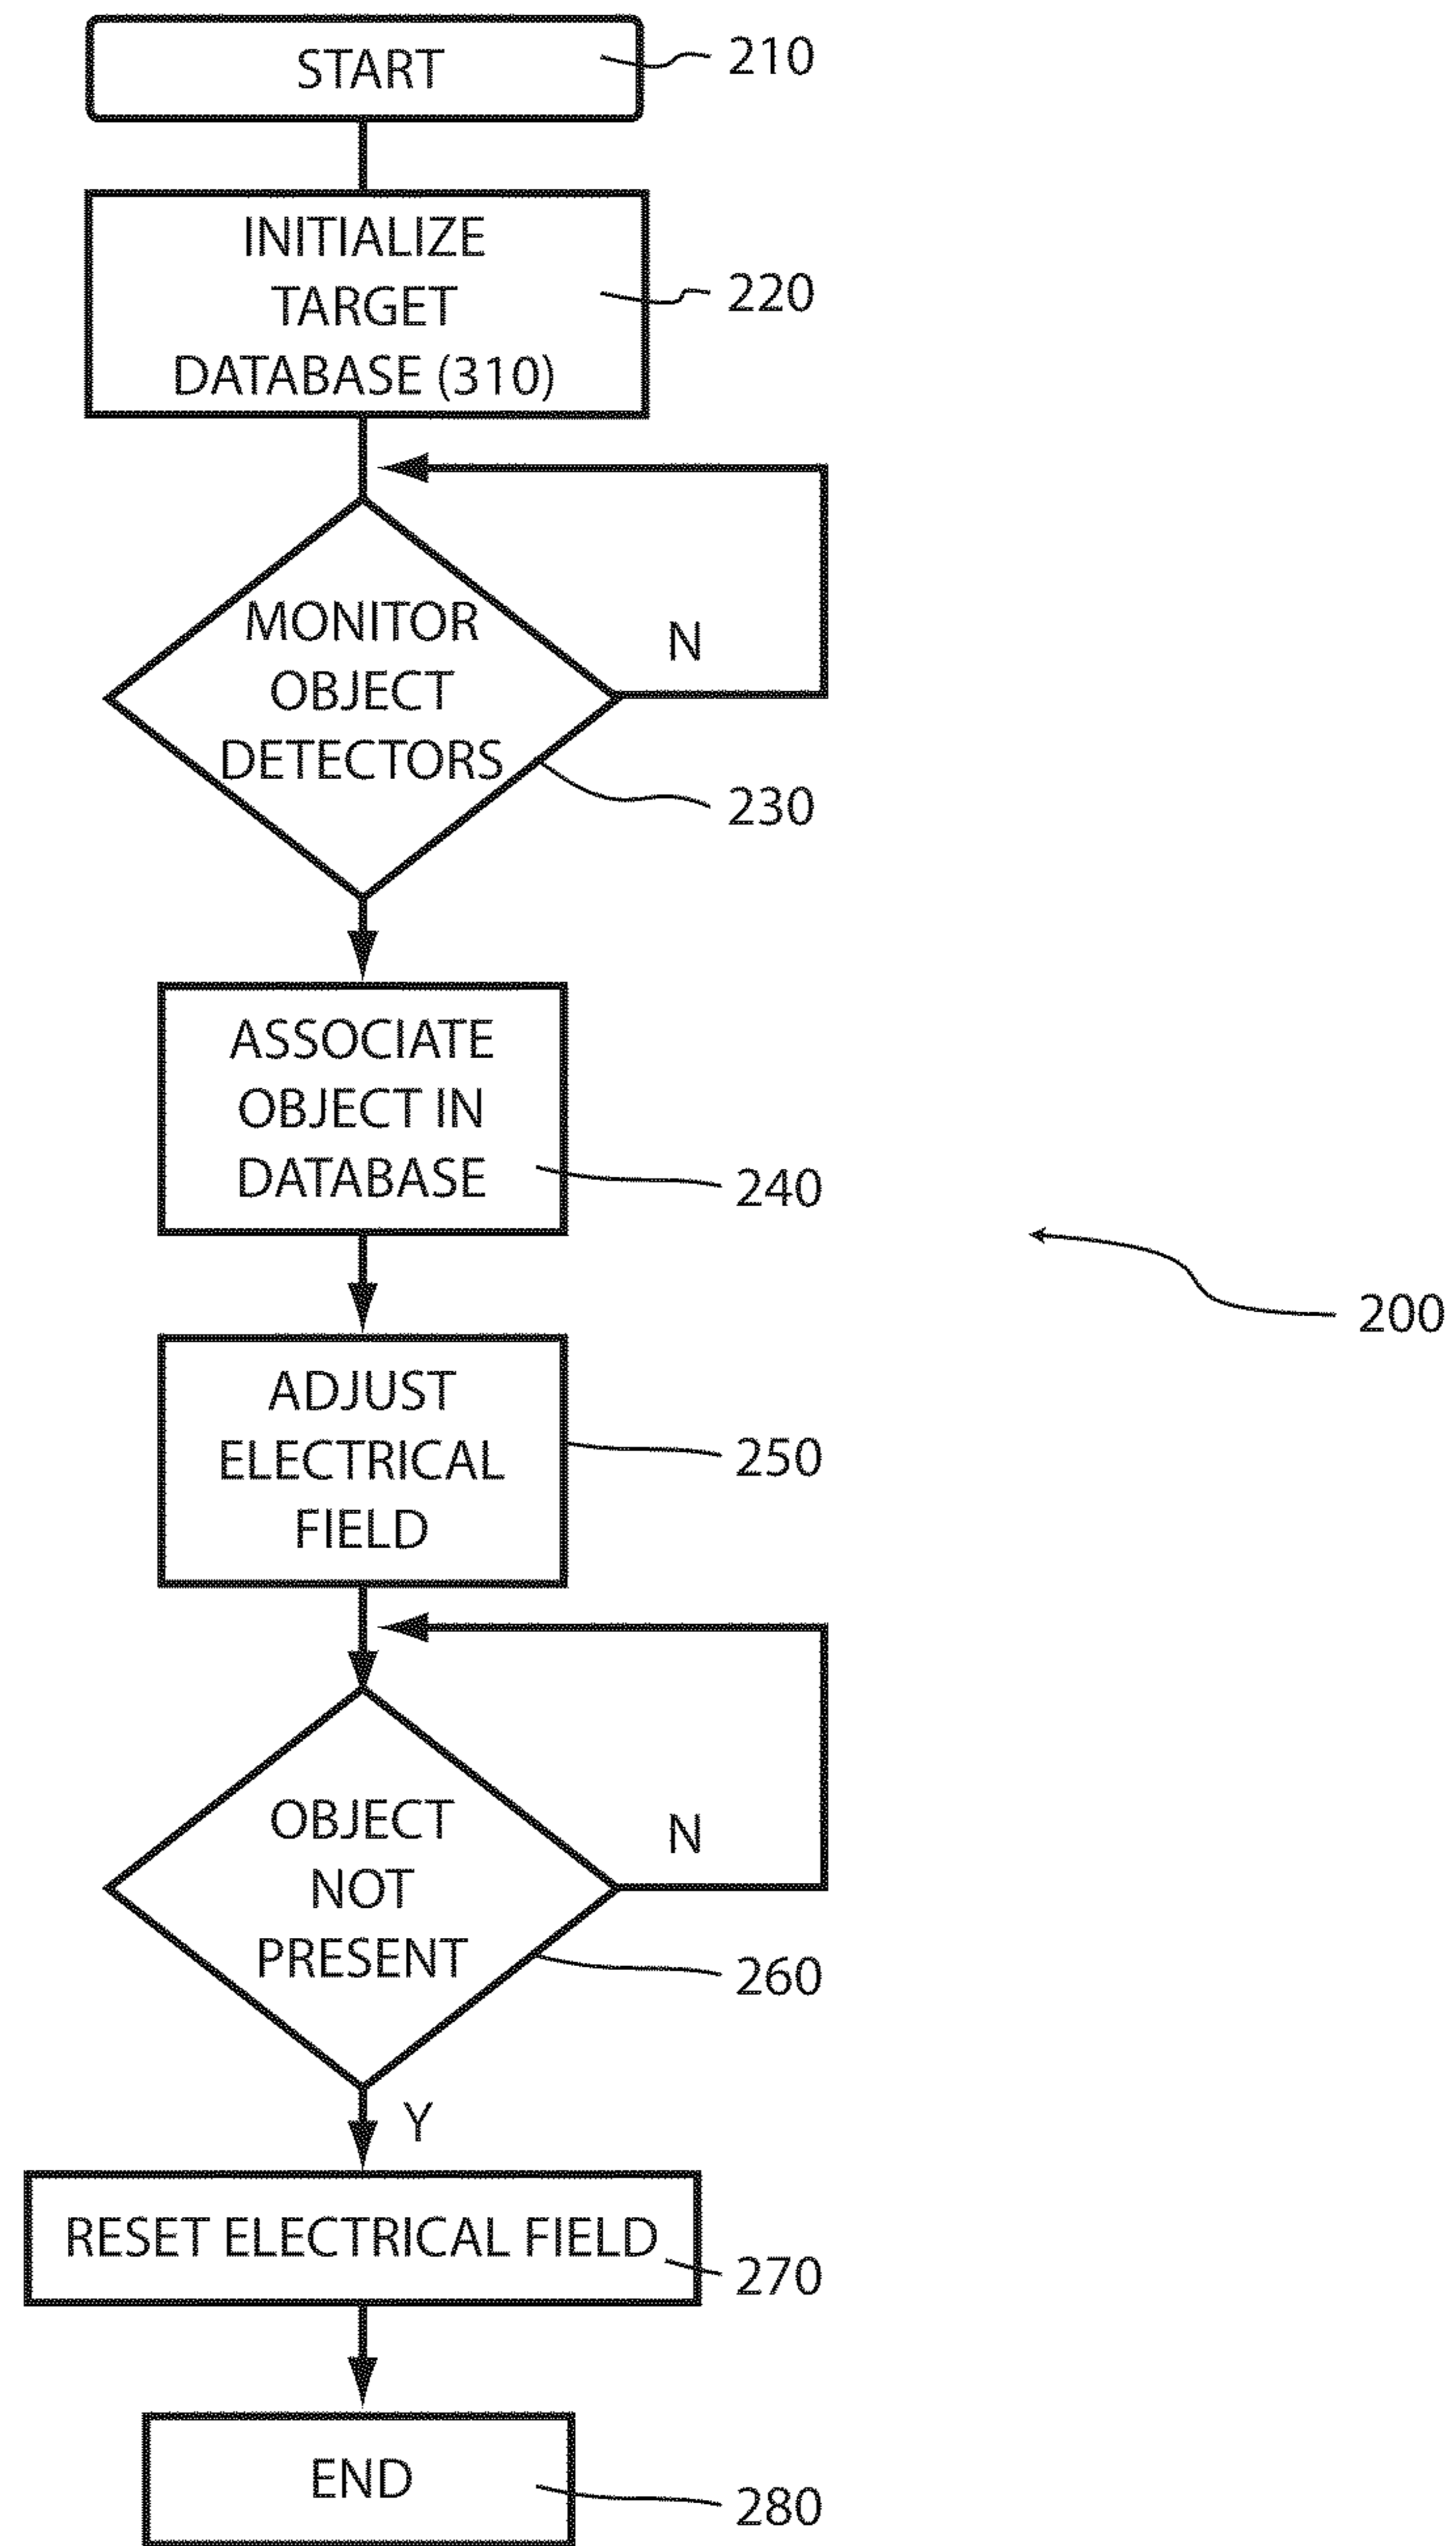 START
210
INITIALIZE
TARGET
DATABASE (310)
220
MONITOR
OBJECT
DETECTORS
N
230
ASSOCIATE
OBJECT IN
DATABASE
240
200
ADJUST
ELECTRICAL
FIELD
250
OBJECT
NOT
PRESENT
N
260
Y
RESET ELECTRICAL FIELD
270
END
280